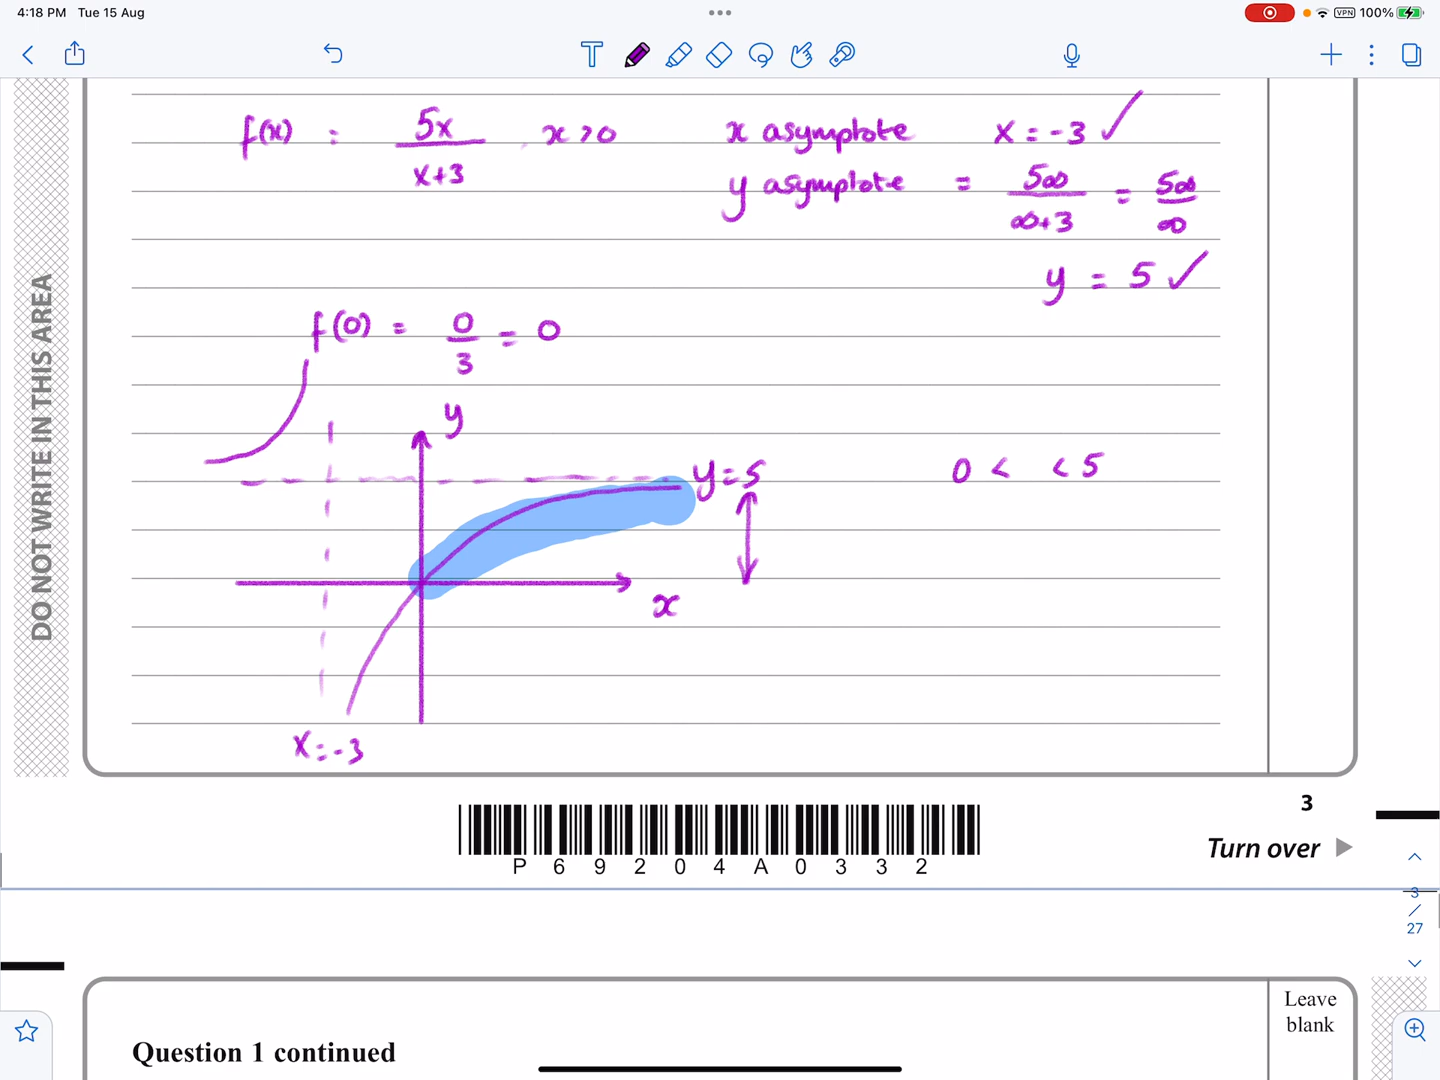 4:18 PM Tue 15 Aug
VPN 100%
DO NOT WRITE IN THIS AREA
f(x) = 5x / x+3 , x > 0
x asymptote x = -3 ✓
y asymptote = 5∞ / ∞+3 = 5∞ / ∞
y = 5 ✓
f(0) = 0 / 3 = 0
y
y = 5
0 < < 5
x
x = -3
3
P 6 9 2 0 4 A 0 3 3 2
Turn over
3
/
27
Leave
blank
Question 1 continued